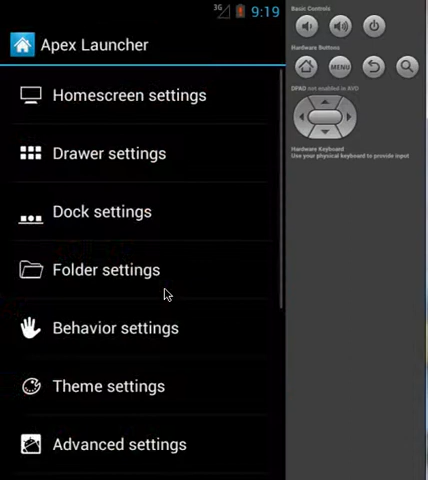 3G 9:19
Apex Launcher
Homescreen settings
Drawer settings
Dock settings
Folder settings
Behavior settings
Theme settings
Advanced settings
Basic Controls
Hardware Buttons
MENU
DPAD not enabled in AVD
Hardware Keyboard
Use your physical keyboard to provide input